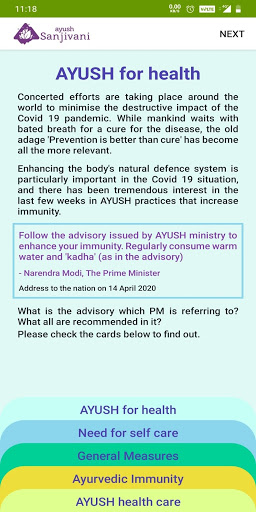 11:18
0.00
KB/S
ayush
Sanjivani
NEXT
AYUSH for health
Concerted efforts are taking place around the
world to minimise the destructive impact of the
Covid 19 pandemic. While mankind waits with
bated breath for a cure for the disease, the old
adage 'Prevention is better than cure' has become
all the more relevant.
Enhancing the body's natural defence system is
particularly important in the Covid 19 situation,
and there has been tremendous interest in the
last few weeks in AYUSH practices that increase
immunity.
Follow the advisory issued by AYUSH ministry to
enhance your immunity. Regularly consume warm
water and 'kadha' (as in the advisory)
- Narendra Modi, The Prime Minister
Address to the nation on 14 April 2020
What is the advisory which PM is referring to?
What all are recommended in it?
Please check the cards below to find out.
AYUSH for health
Need for self care
General Measures
Ayurvedic Immunity
AYUSH health care